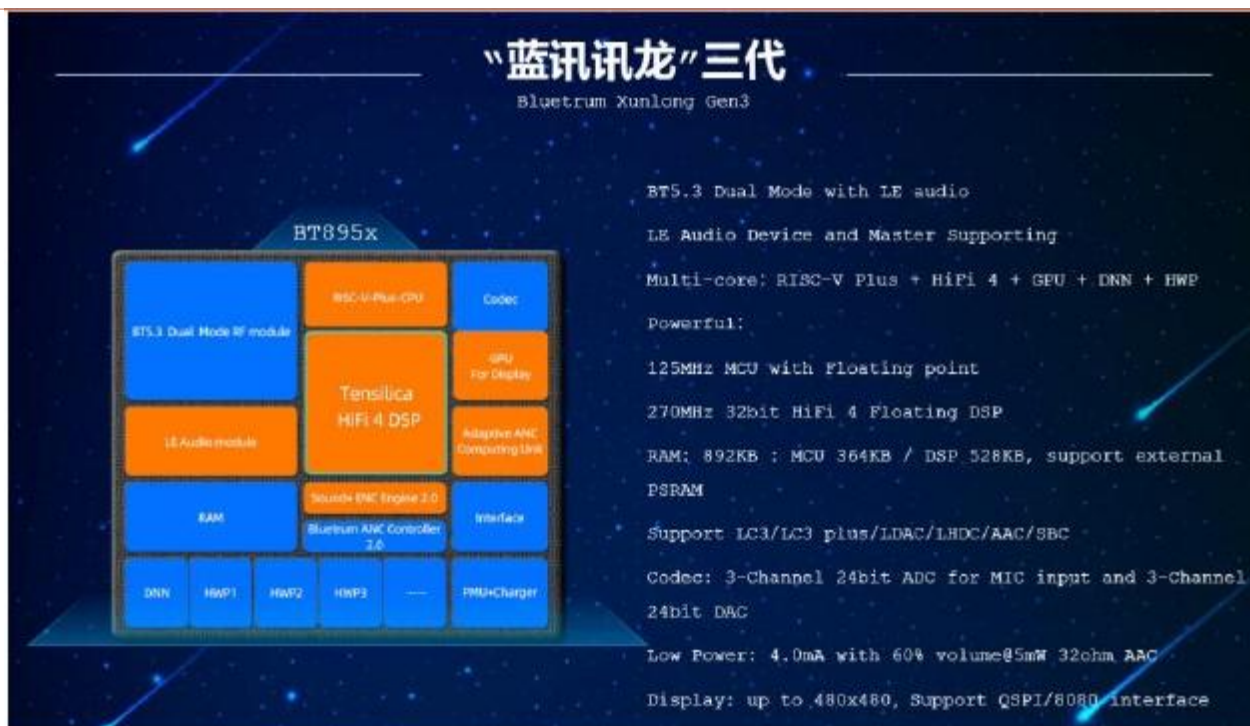 “蓝讯讯龙”三代
Bluetrum Xunlong Gen3
BT895x
BT5.3 Dual Mode RF module
RISC-V-Plus-CPU
Codec
GPU
For Display
Tensilica
HiFi 4 DSP
LE Audio module
Adaptive ANC
Computing Unit
RAM
Sound+ ENC Engine 2.0
Bluetrum ANC Controller
2.0
Interface
DNN
HWP1
HWP2
HWP3
-----
PMU+Charger
BT5.3 Dual Mode with LE audio
LE Audio Device and Master Supporting
Multi-core: RISC-V Plus + HiFi 4 + GPU + DNN + HWP
Powerful:
125MHz MCU with Floating point
270MHz 32bit HiFi 4 Floating DSP
RAM: 892KB : MCU 364KB / DSP 528KB, support external
PSRAM
Support LC3/LC3 plus/LDAC/LHDC/AAC/SBC
Codec: 3-Channel 24bit ADC for MIC input and 3-Channel
24bit DAC
Low Power: 4.0mA with 60% volume@5mW 32ohm AAC
Display: up to 480x480, Support QSPI/8080 interface